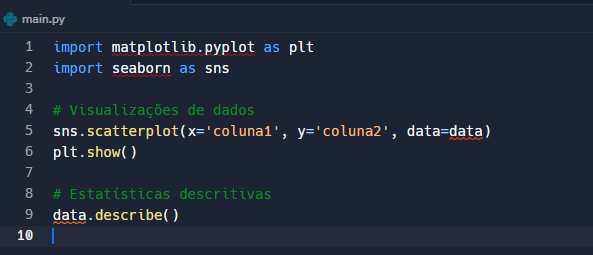 main.py
1 import matplotlib.pyplot as plt
2 import seaborn as sns
3
4 # Visualizações de dados
5 sns.scatterplot(x='coluna1', y='coluna2', data=data)
6 plt.show()
7
8 # Estatísticas descritivas
9 data.describe()
10